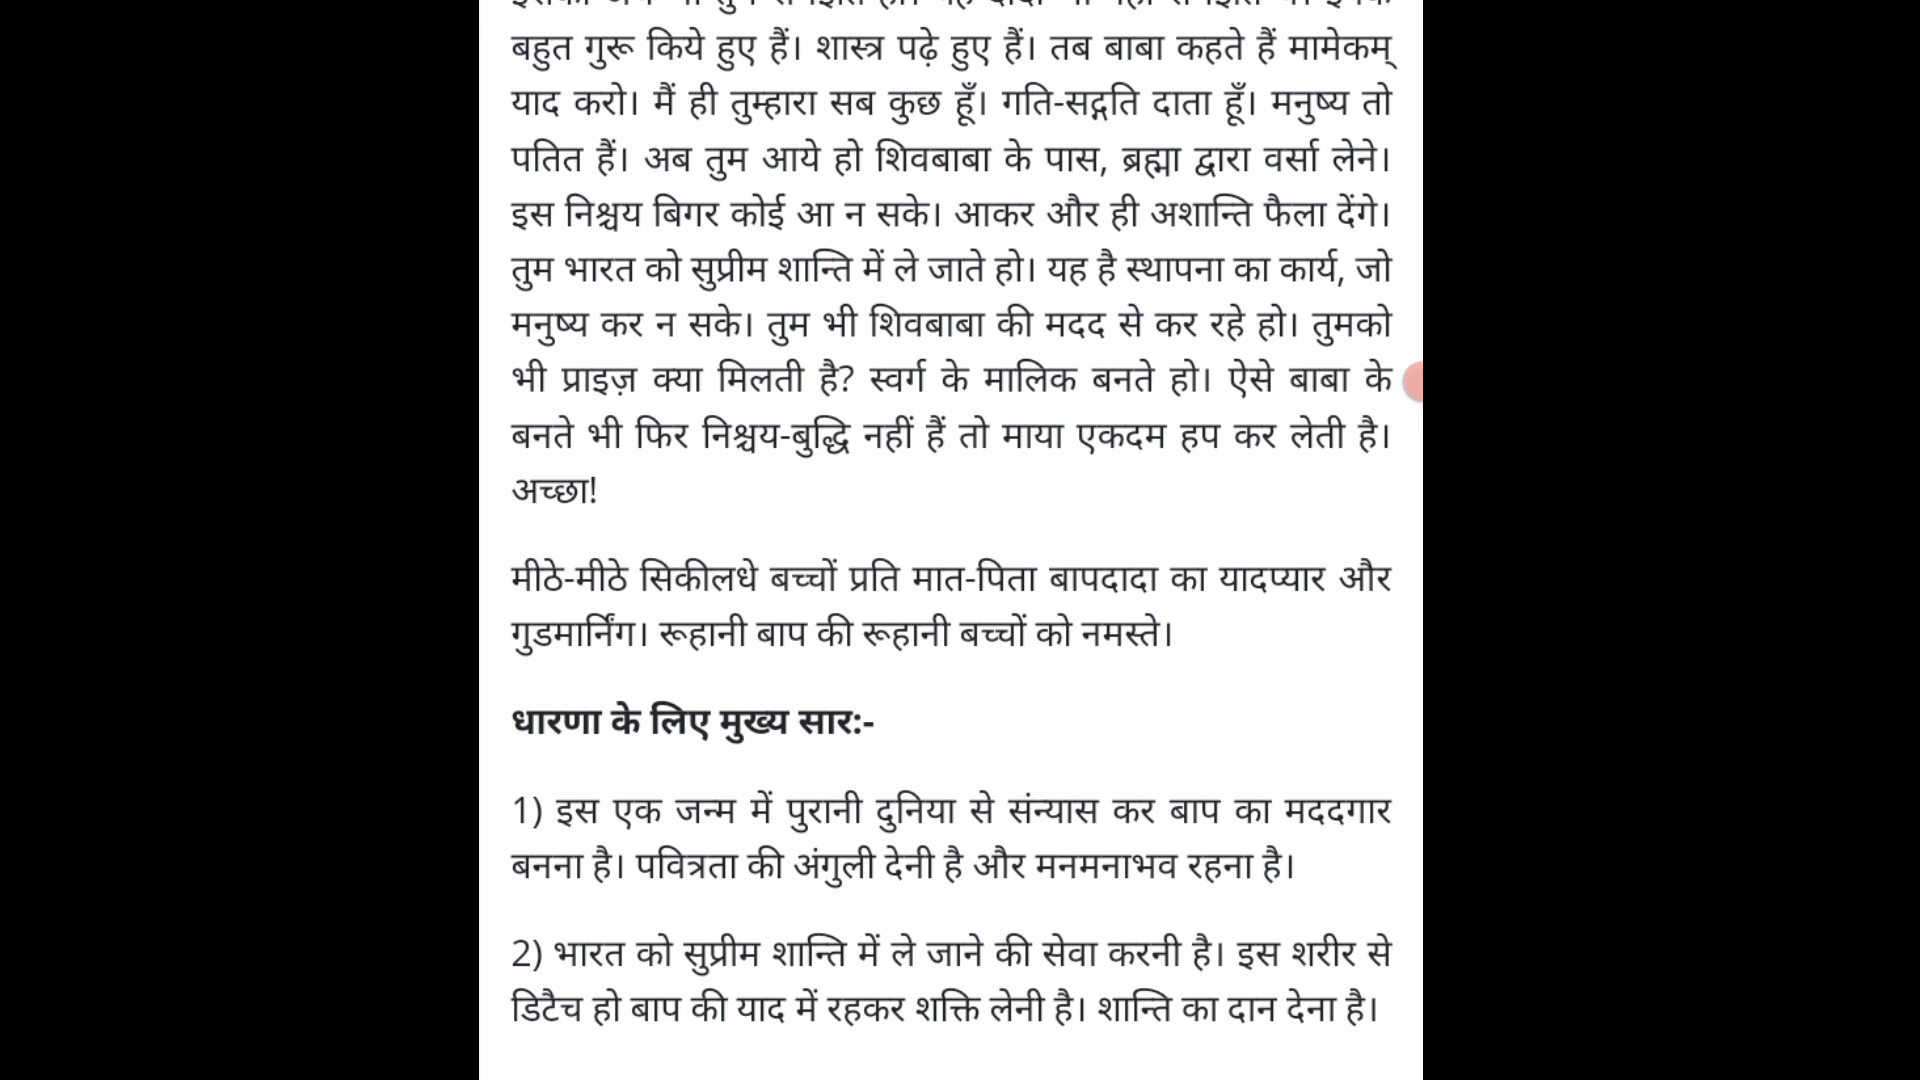 बहुत गुरू किये हुए हैं। शास्त्र पढ़े हुए हैं। तब बाबा कहते हैं मामेकम्
याद करो। मैं ही तुम्हारा सब कुछ हूँ। गति-सद्गति दाता हूँ। मनुष्य तो
पतित हैं। अब तुम आये हो शिवबाबा के पास, ब्रह्मा द्वारा वर्सा लेने।
इस निश्चय बिगर कोई आ न सके। आकर और ही अशान्ति फैला देंगे।
तुम भारत को सुप्रीम शान्ति में ले जाते हो। यह है स्थापना का कार्य, जो
मनुष्य कर न सके। तुम भी शिवबाबा की मदद से कर रहे हो। तुमको
भी प्राइज़ क्या मिलती है? स्वर्ग के मालिक बनते हो। ऐसे बाबा के
बनते भी फिर निश्चय-बुद्धि नहीं हैं तो माया एकदम हप कर लेती है।
अच्छा!
मीठे-मीठे सिकीलधे बच्चों प्रति मात-पिता बापदादा का यादप्यार और
गुडमार्निंग। रूहानी बाप की रूहानी बच्चों को नमस्ते।
धारणा के लिए मुख्य सार:-
1) इस एक जन्म में पुरानी दुनिया से संन्यास कर बाप का मददगार
बनना है। पवित्रता की अंगुली देनी है और मनमनाभव रहना है।
2) भारत को सुप्रीम शान्ति में ले जाने की सेवा करनी है। इस शरीर से
डिटैच हो बाप की याद में रहकर शक्ति लेनी है। शान्ति का दान देना है।